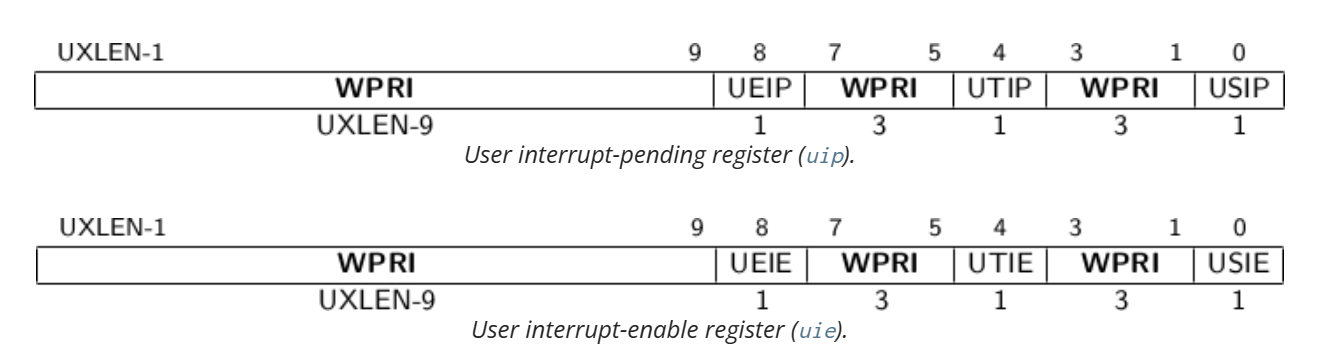 UXLEN-1 9 8 7 5 4 3 1 0
WPRI UEIP WPRI UTIP WPRI USIP
UXLEN-9 1 3 1 3 1
User interrupt-pending register (uip).
UXLEN-1 9 8 7 5 4 3 1 0
WPRI UEIE WPRI UTIE WPRI USIE
UXLEN-9 1 3 1 3 1
User interrupt-enable register (uie).